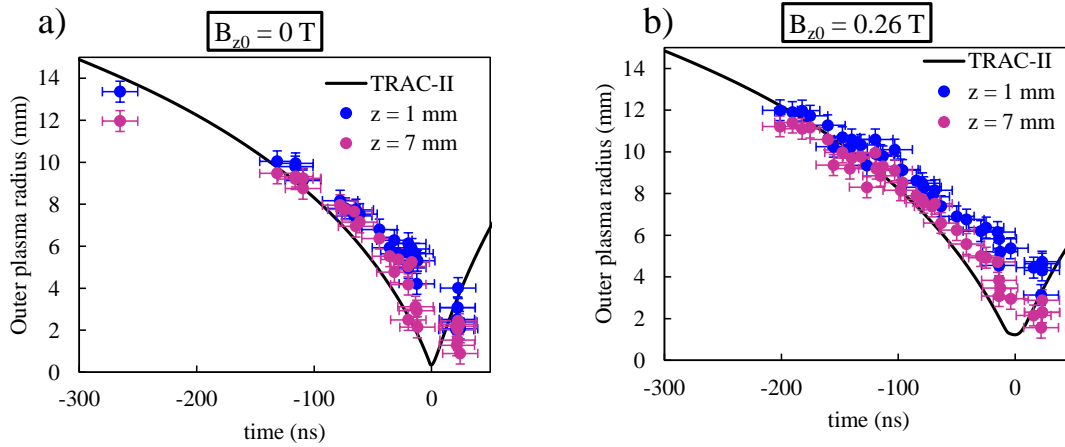 a)
B_z0 = 0 T
TRAC-II
z = 1 mm
z = 7 mm
Outer plasma radius (mm)
14
12
10
8
6
4
2
0
-300
-200
-100
0
time (ns)
b)
B_z0 = 0.26 T
TRAC-II
z = 1 mm
z = 7 mm
Outer plasma radius (mm)
14
12
10
8
6
4
2
0
-300
-200
-100
0
time (ns)